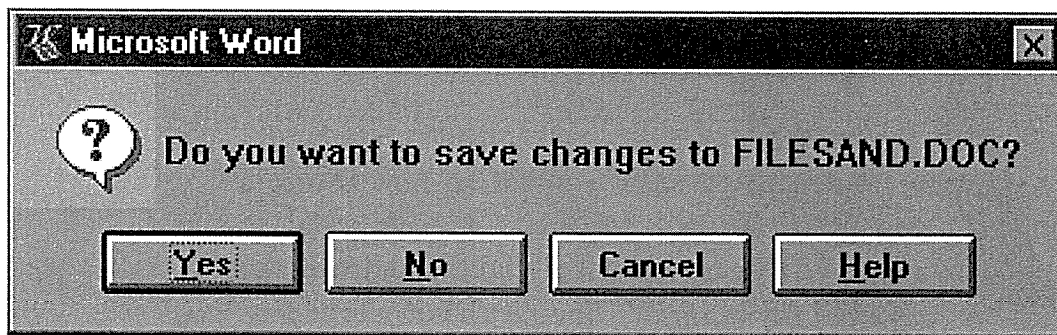 Microsoft Word
? Do you want to save changes to FILESAND.DOC?
Yes No Cancel Help